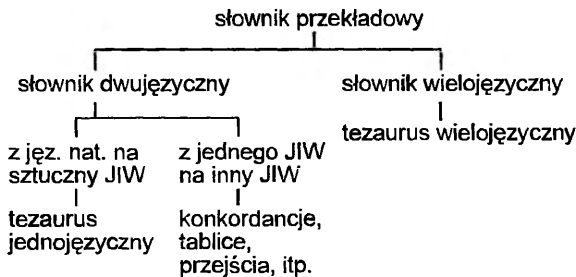 słownik przekładowy
słownik dwujęzyczny
słownik wielojęzyczny
tezaurus wielojęzyczny
z jęz. nat. na
sztuczny JIW
z jednego JIW
na inny JIW
tezaurus
jednojęzyczny
konkordancje,
tablice,
przejścia, itp.